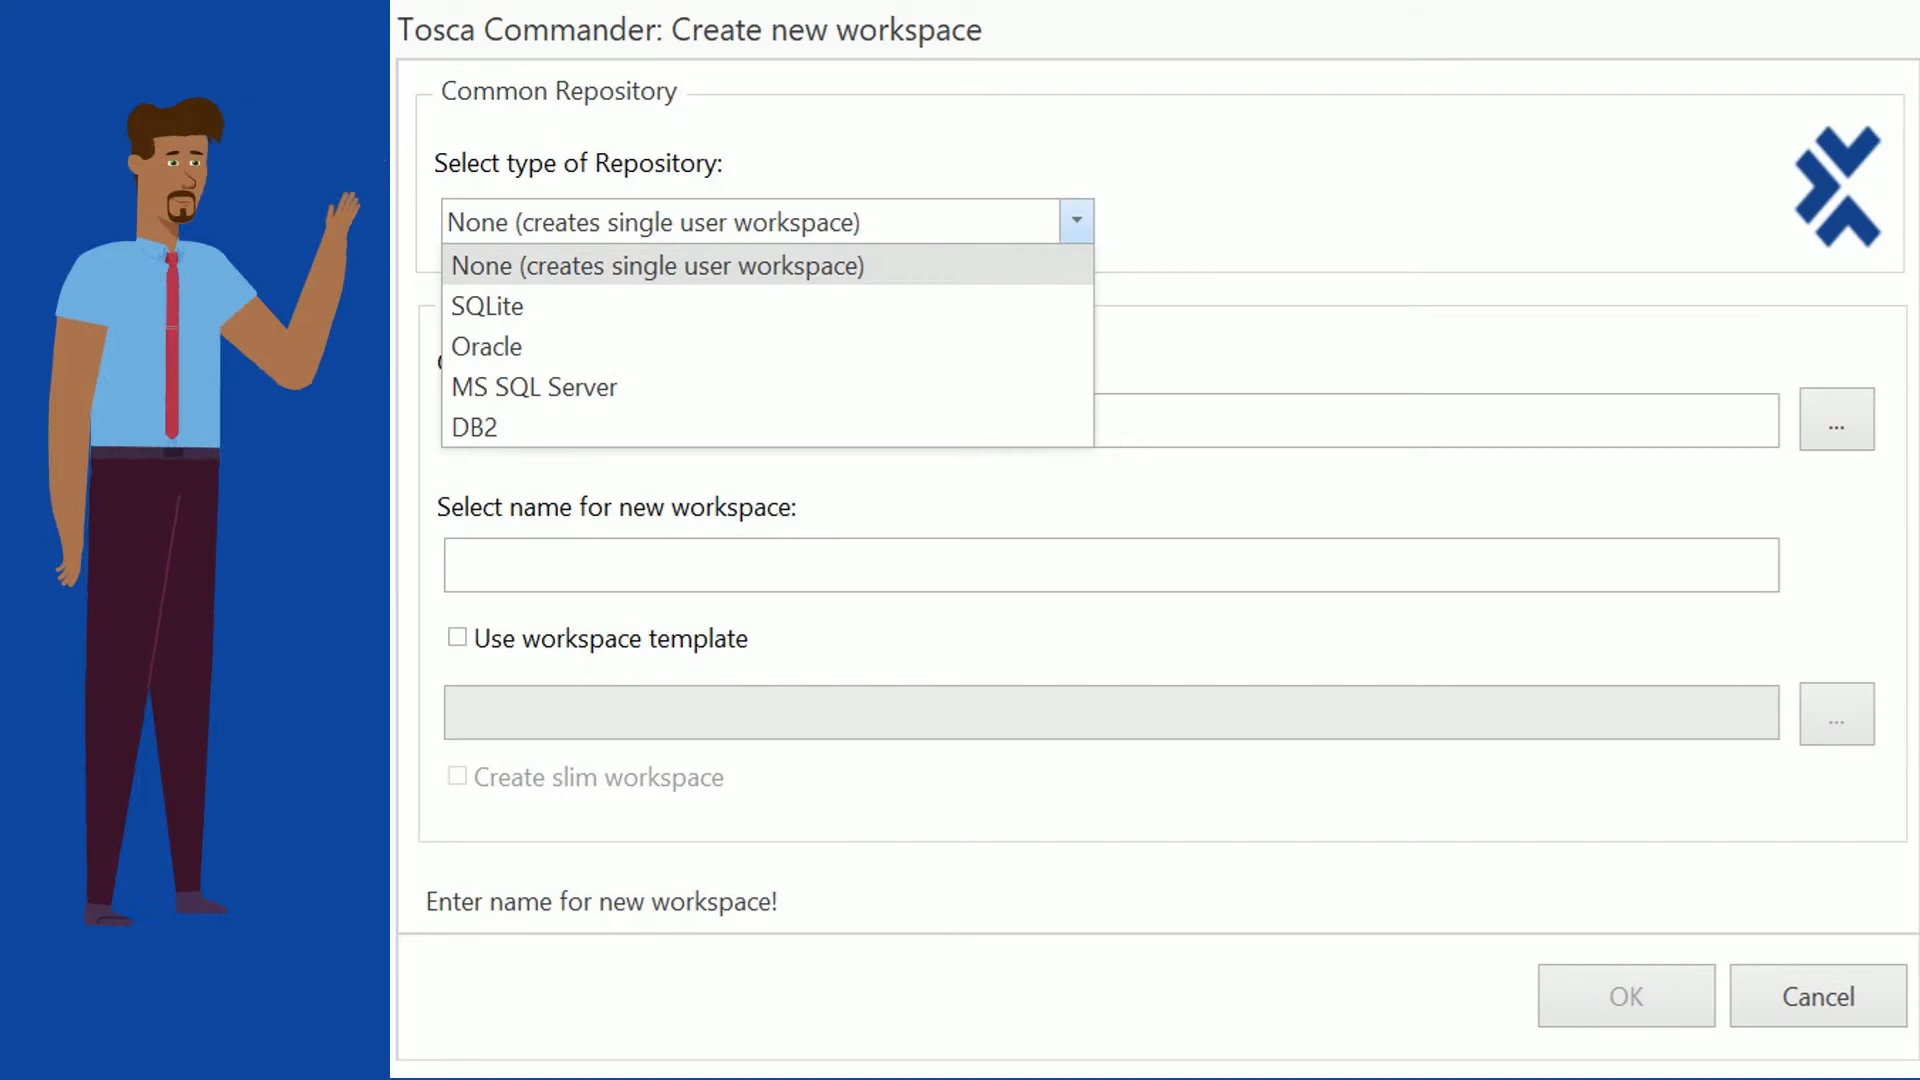 Tosca Commander: Create new workspace
Common Repository
Select type of Repository:
None (creates single user workspace)
None (creates single user workspace)
SQLite
Oracle
MS SQL Server
DB2
...
Select name for new workspace:
Use workspace template
...
Create slim workspace
Enter name for new workspace!
OK
Cancel